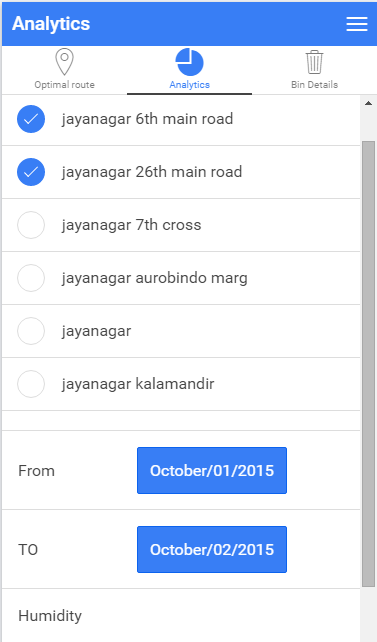 Analytics
Optimal route
Analytics
Bin Details
jayanagar 6th main road
jayanagar 26th main road
jayanagar 7th cross
jayanagar aurobindo marg
jayanagar
jayanagar kalamandir
From October/01/2015
TO October/02/2015
Humidity